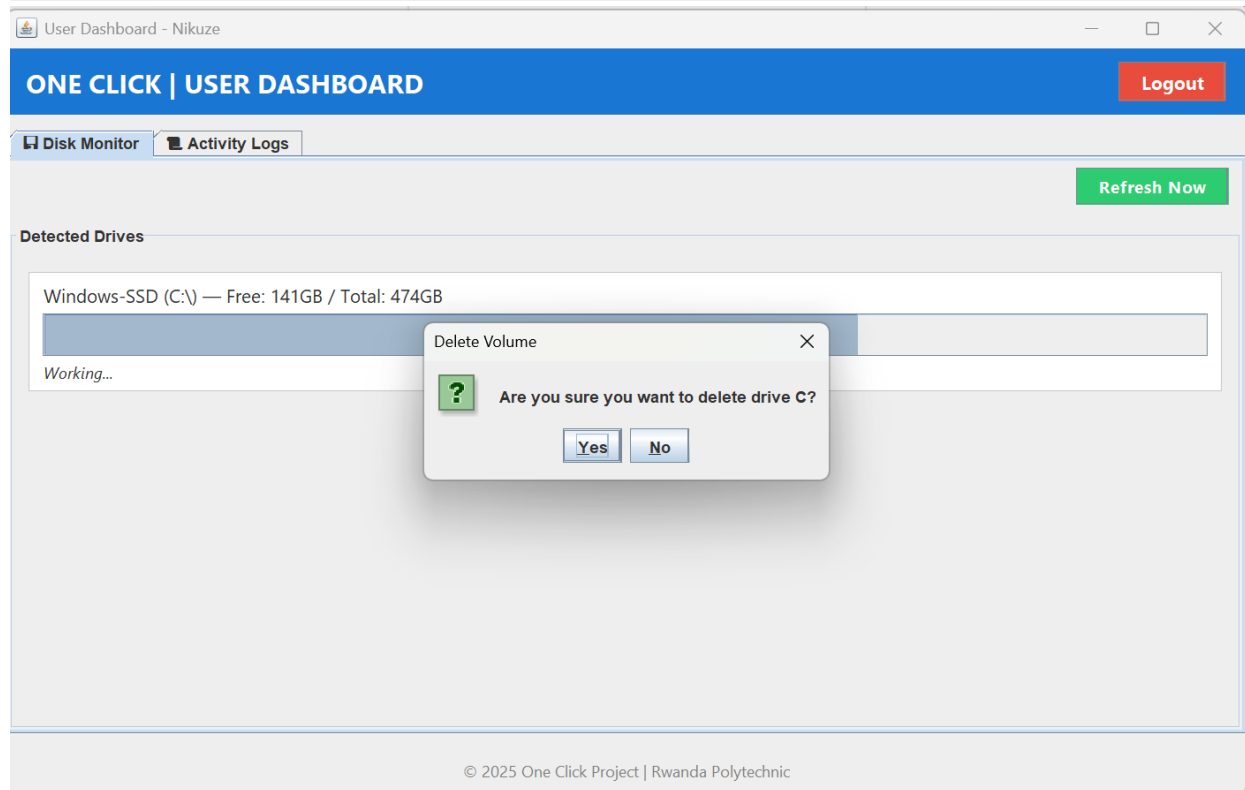 User Dashboard - Nikuze
ONE CLICK | USER DASHBOARD
Logout
Disk Monitor
Activity Logs
Refresh Now
Detected Drives
Windows-SSD (C:\) — Free: 141GB / Total: 474GB
Working...
Delete Volume
Are you sure you want to delete drive C?
Yes
No
© 2025 One Click Project | Rwanda Polytechnic